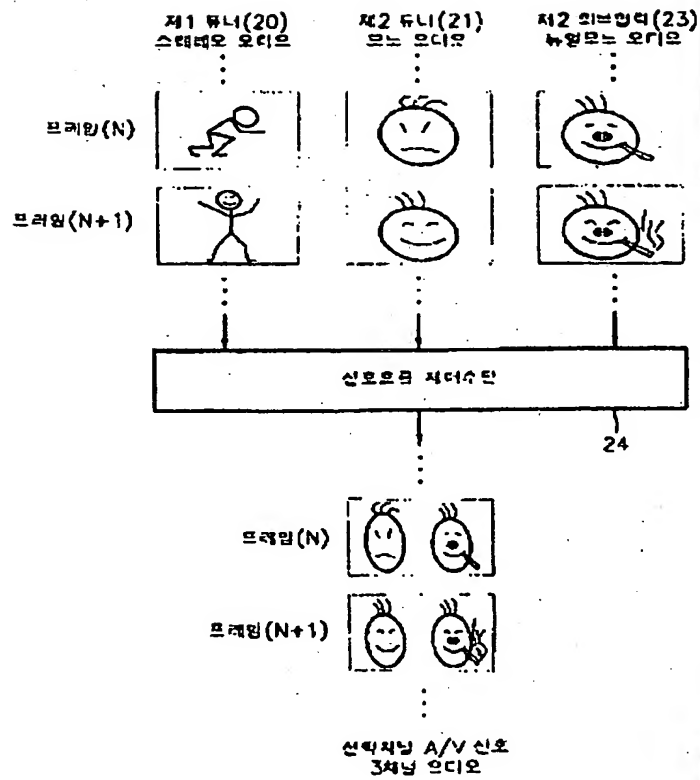 제1 튜너(20)
스테레오 오디오
제2 튜너(21)
모노 오디오
제2 외부입력(23)
듀얼모노 오디오
프레임(N)
프레임(N+1)
신호흐름 제어수단
24
프레임(N)
프레임(N+1)
선택채널 A/V 신호
3채널 오디오